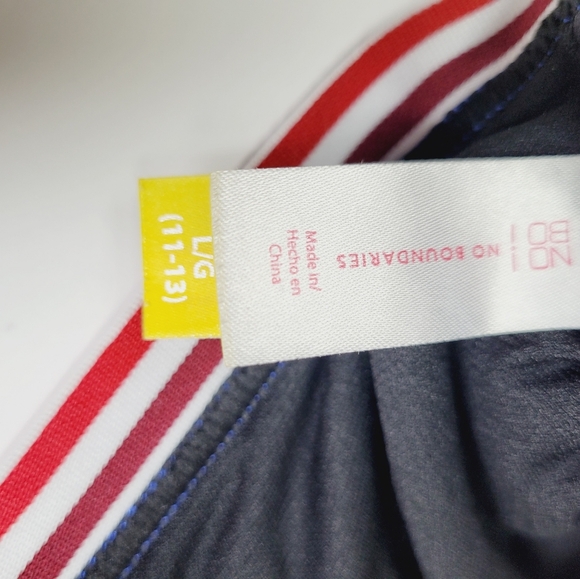 L/G
(11-13)
Made in/
Hecho en
China
NO BOUNDARIES
NO!
BO!